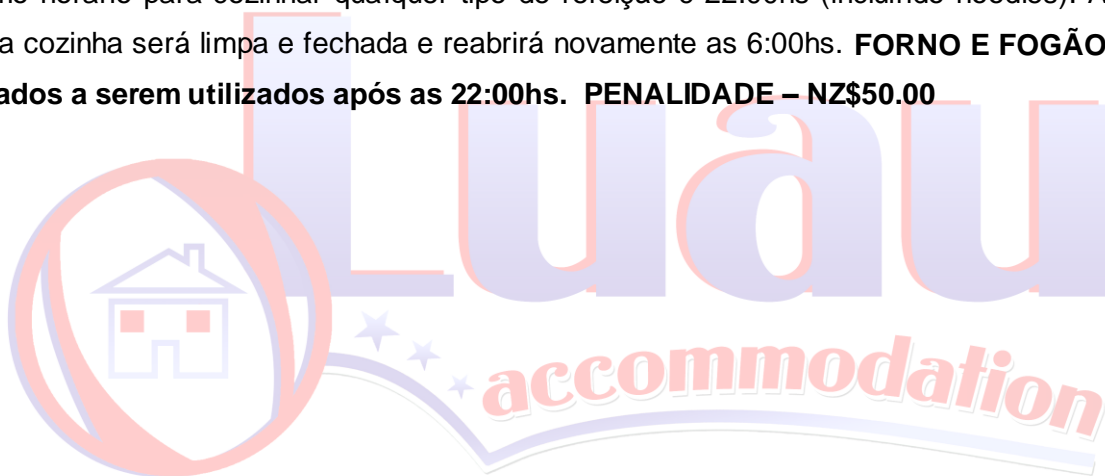 horário para cozinhar qualquer tipo de refeição é 22:00hs (incluindo noodles).
a cozinha será limpa e fechada e reabrirá novamente as 6:00hs. FORNO E FOGÃO
ados a serem utilizados após as 22:00hs. PENALIDADE – NZ$50.00
Luau
accommodation